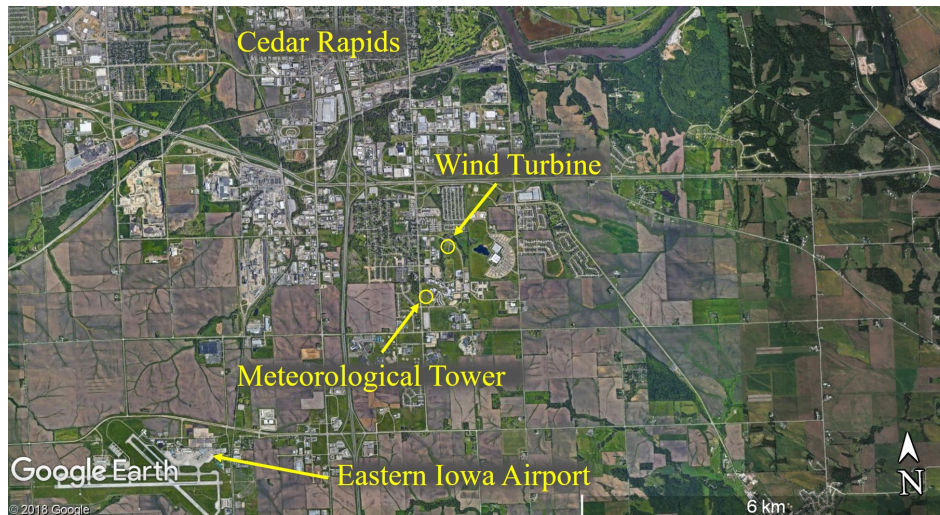 Cedar Rapids
Wind Turbine
Meteorological Tower
Eastern Iowa Airport
Google Earth
N
© 2018 Google
6 km